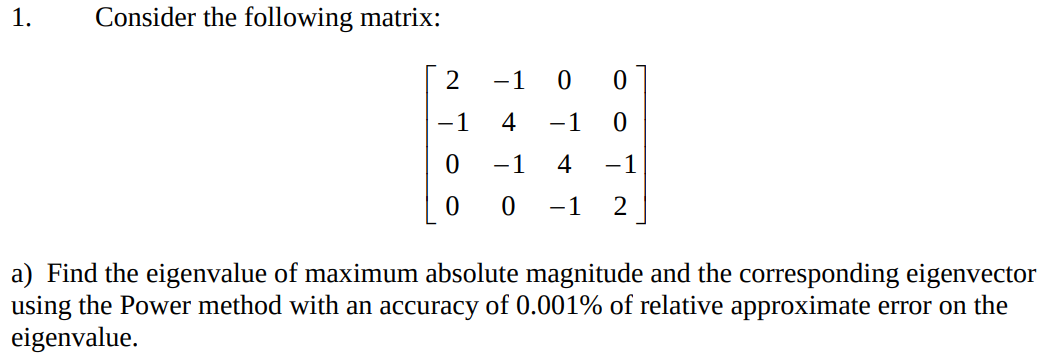 1. Consider the following matrix:
2 −1 0 0
−1 4 −1 0
0 −1 4 −1
0 0 −1 2
a) Find the eigenvalue of maximum absolute magnitude and the corresponding eigenvector
using the Power method with an accuracy of 0.001% of relative approximate error on the
eigenvalue.